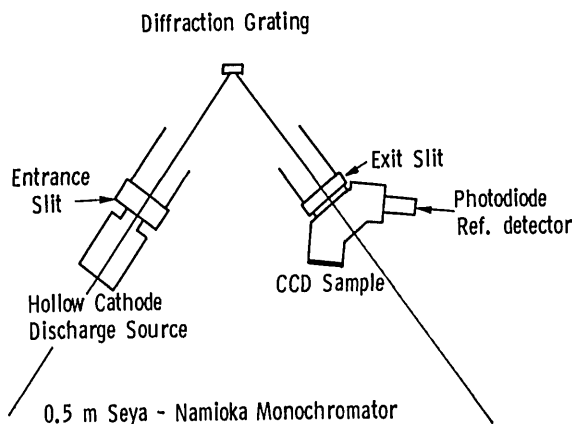 Diffraction Grating
Entrance
Slit
Exit Slit
Photodiode
Ref. detector
CCD Sample
Hollow Cathode
Discharge Source
0.5 m Seya - Namioka Monochromator